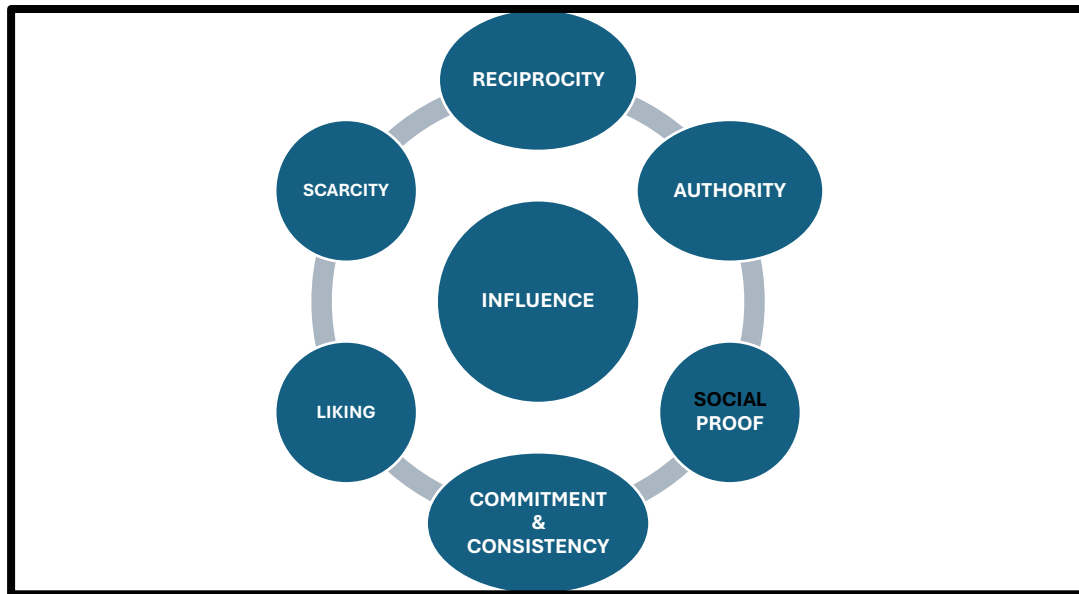 RECIPROCITY
AUTHORITY
SOCIAL
PROOF
COMMITMENT
&
CONSISTENCY
LIKING
SCARCITY
INFLUENCE